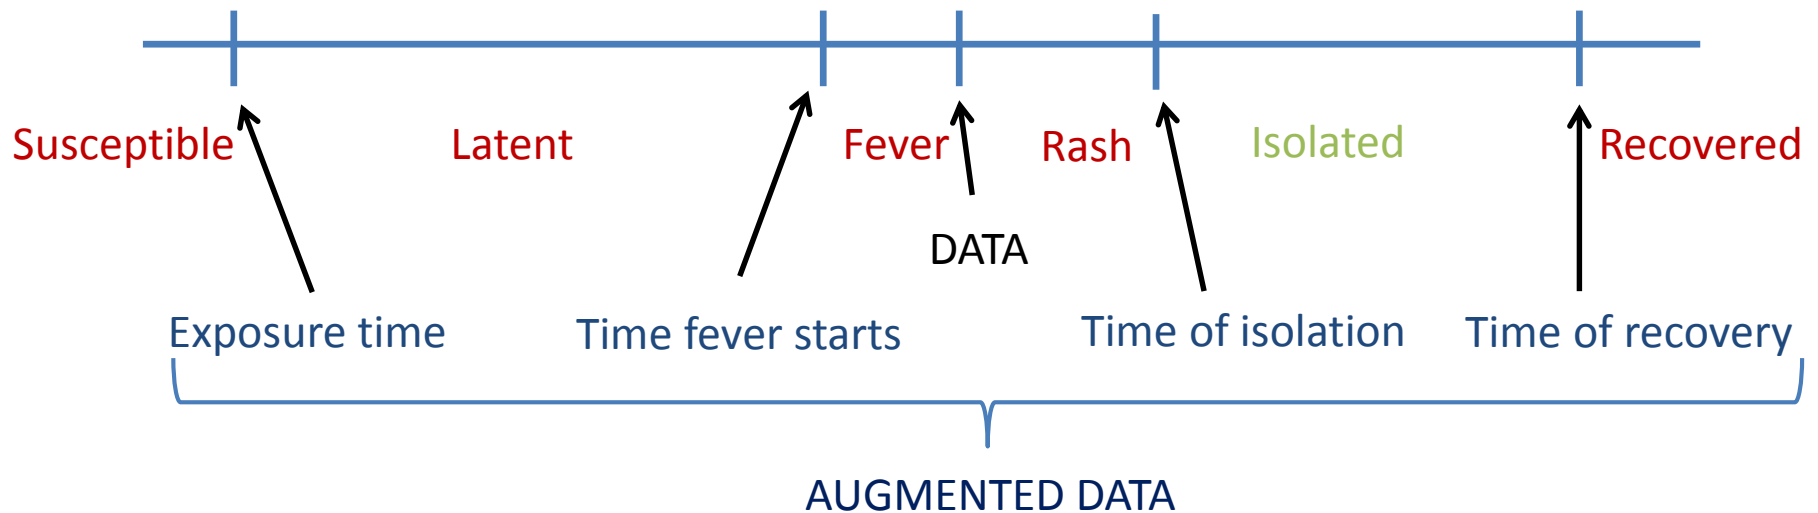 Susceptible Latent Fever Rash Isolated Recovered
DATA
Exposure time Time fever starts Time of isolation Time of recovery
AUGMENTED DATA